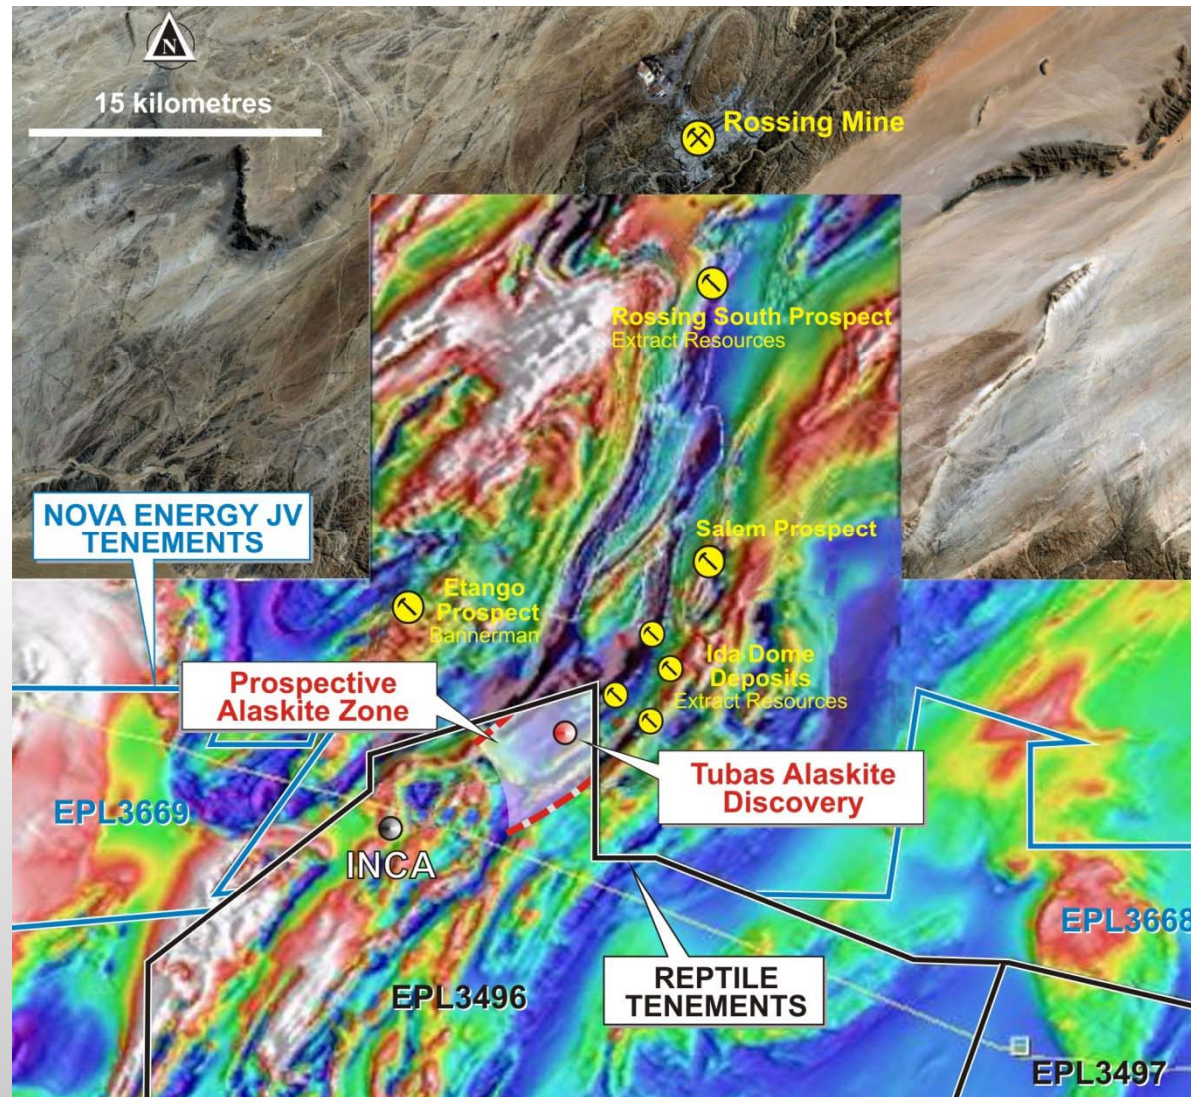 N
15 kilometres
Rossing Mine
Rossing South Prospect
Extract Resources
NOVA ENERGY JV
TENEMENTS
Salem Prospect
Etango
Prospect
Bannerman
Ida Dome
Deposits
Extract Resources
Prospective
Alaskite Zone
Tubas Alaskite
Discovery
EPL3669
INCA
EPL3668
REPTILE
TENEMENTS
EPL3496
EPL3497